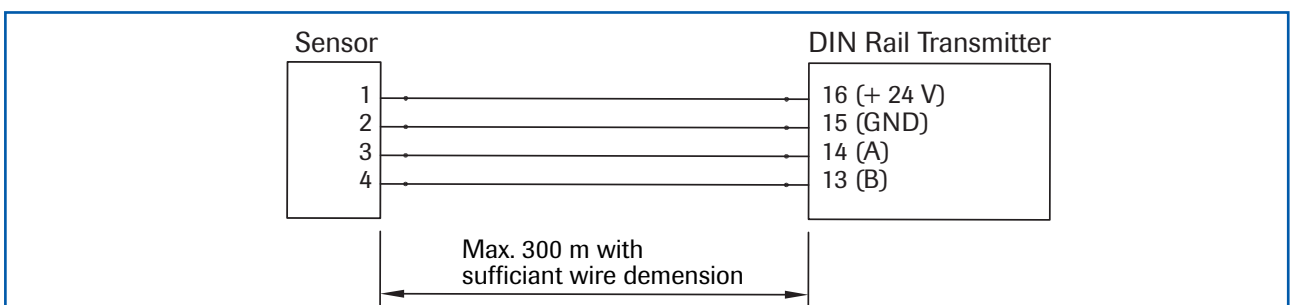 Sensor
DIN Rail Transmitter
1
16 (+ 24 V)
2
15 (GND)
3
14 (A)
4
13 (B)
Max. 300 m with
sufficiant wire demension